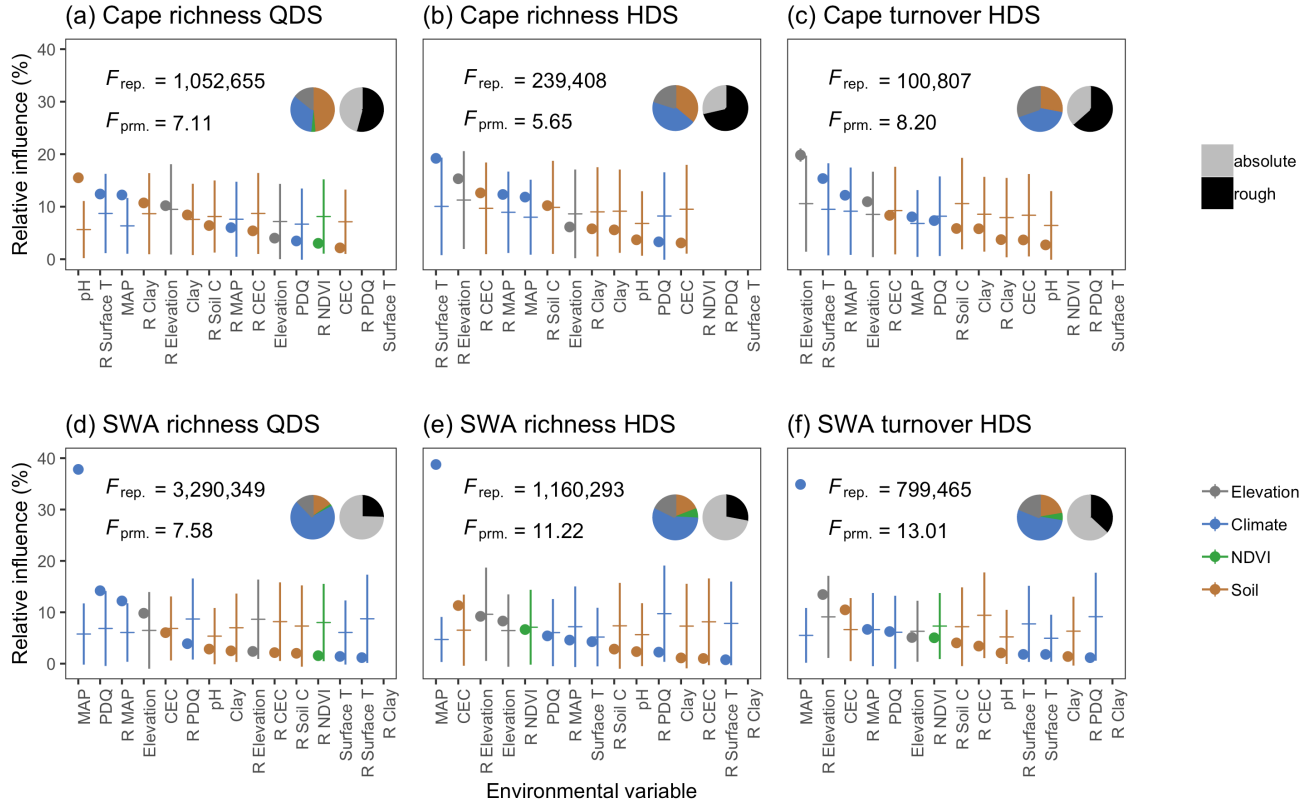 (a) Cape richness QDS
(b) Cape richness HDS
(c) Cape turnover HDS
Relative influence (%)
40
30
20
10
0
Frep. = 1,052,655
Fprm. = 7.11
Frep. = 239,408
Fprm. = 5.65
Frep. = 100,807
Fprm. = 8.20
absolute
rough
pH
R Surface T
MAP
R Clay
R Elevation
Clay
R Soil C
R MAP
R CEC
Elevation
PDQ
R NDVI
CEC
R PDQ
Surface T
R Surface T
R Elevation
R CEC
R MAP
MAP
R Soil C
Elevation
R Clay
Clay
pH
PDQ
CEC
R NDVI
R PDQ
Surface T
R Elevation
R Surface T
R MAP
Elevation
R CEC
MAP
PDQ
R Soil C
Clay
R Clay
CEC
pH
R NDVI
R PDQ
Surface T
(d) SWA richness QDS
(e) SWA richness HDS
(f) SWA turnover HDS
Relative influence (%)
40
30
20
10
0
Frep. = 3,290,349
Fprm. = 7.58
Frep. = 1,160,293
Fprm. = 11.22
Frep. = 799,465
Fprm. = 13.01
Elevation
Climate
NDVI
Soil
MAP
PDQ
R MAP
Elevation
CEC
R PDQ
pH
Clay
R Elevation
R CEC
R Soil C
R NDVI
Surface T
R Surface T
R Clay
MAP
CEC
R Elevation
Elevation
R NDVI
PDQ
R MAP
Surface T
R Soil C
pH
R PDQ
Clay
R CEC
R Surface T
R Clay
MAP
R Elevation
CEC
R MAP
PDQ
Elevation
R NDVI
R Soil C
R CEC
pH
R Surface T
Surface T
Clay
R PDQ
R Clay
Environmental variable